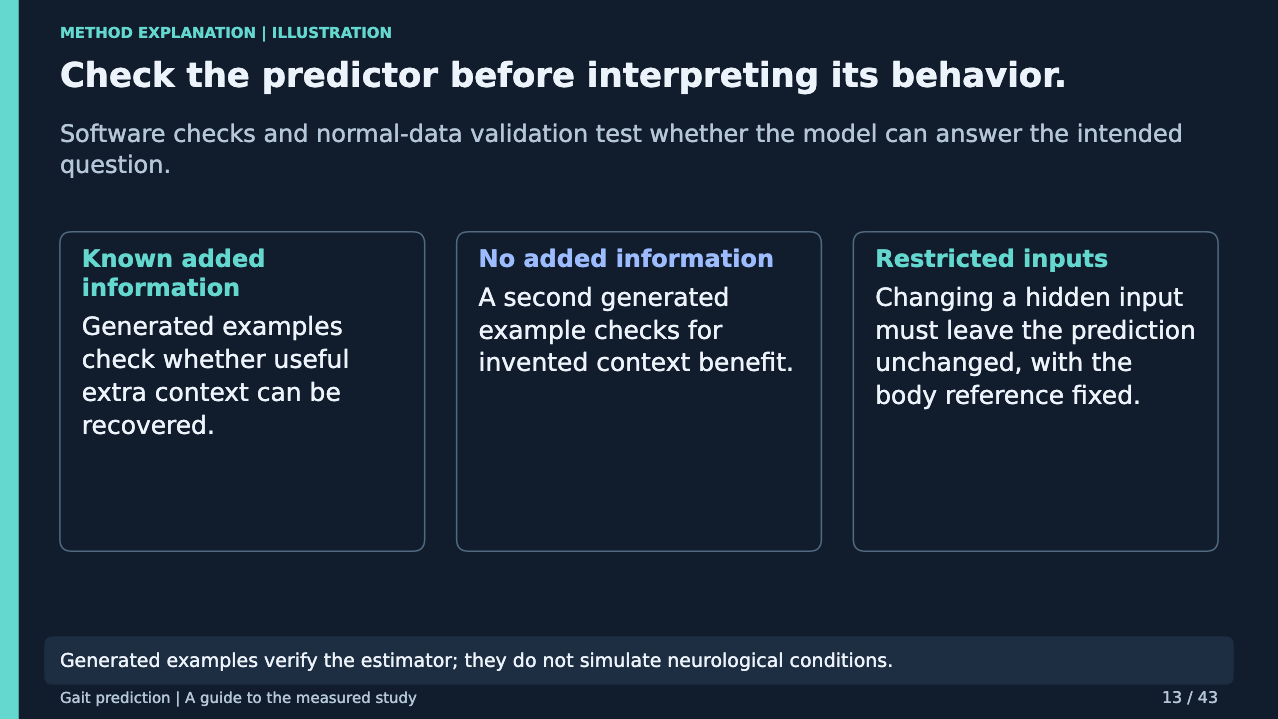 METHOD EXPLANATION | ILLUSTRATION
Check the predictor before interpreting its behavior.
Software checks and normal-data validation test whether the model can answer the intended
question.
Known added
information
Generated examples
check whether useful
extra context can be
recovered.
No added information
A second generated
example checks for
invented context benefit.
Restricted inputs
Changing a hidden input
must leave the prediction
unchanged, with the
body reference fixed.
Generated examples verify the estimator; they do not simulate neurological conditions.
Gait prediction | A guide to the measured study
13 / 43